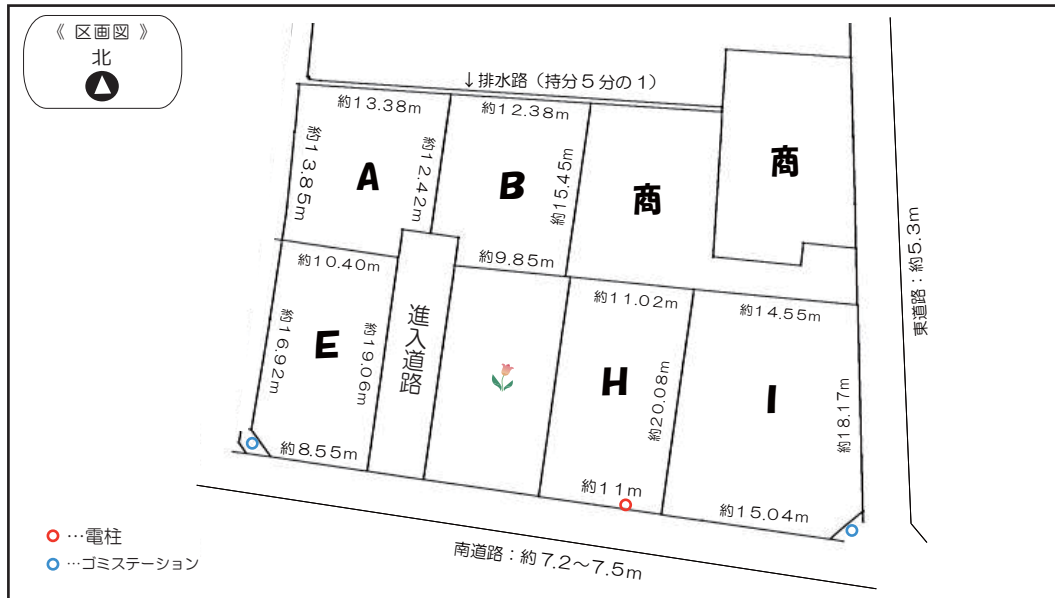 《 区画図 》
北
↓排水路（持分5分の1）
約13.38m
約12.38m
約13.85m
A
約12.42m
B
約15.45m
商
商
約10.40m
約9.85m
約11.02m
約14.55m
約16.92m
E
約19.06m
進入道路
H
約20.08m
I
約18.17m
約8.55m
約11m
約15.04m
東道路：約5.3m
南道路：約7.2～7.5m
…電柱
…ゴミステーション